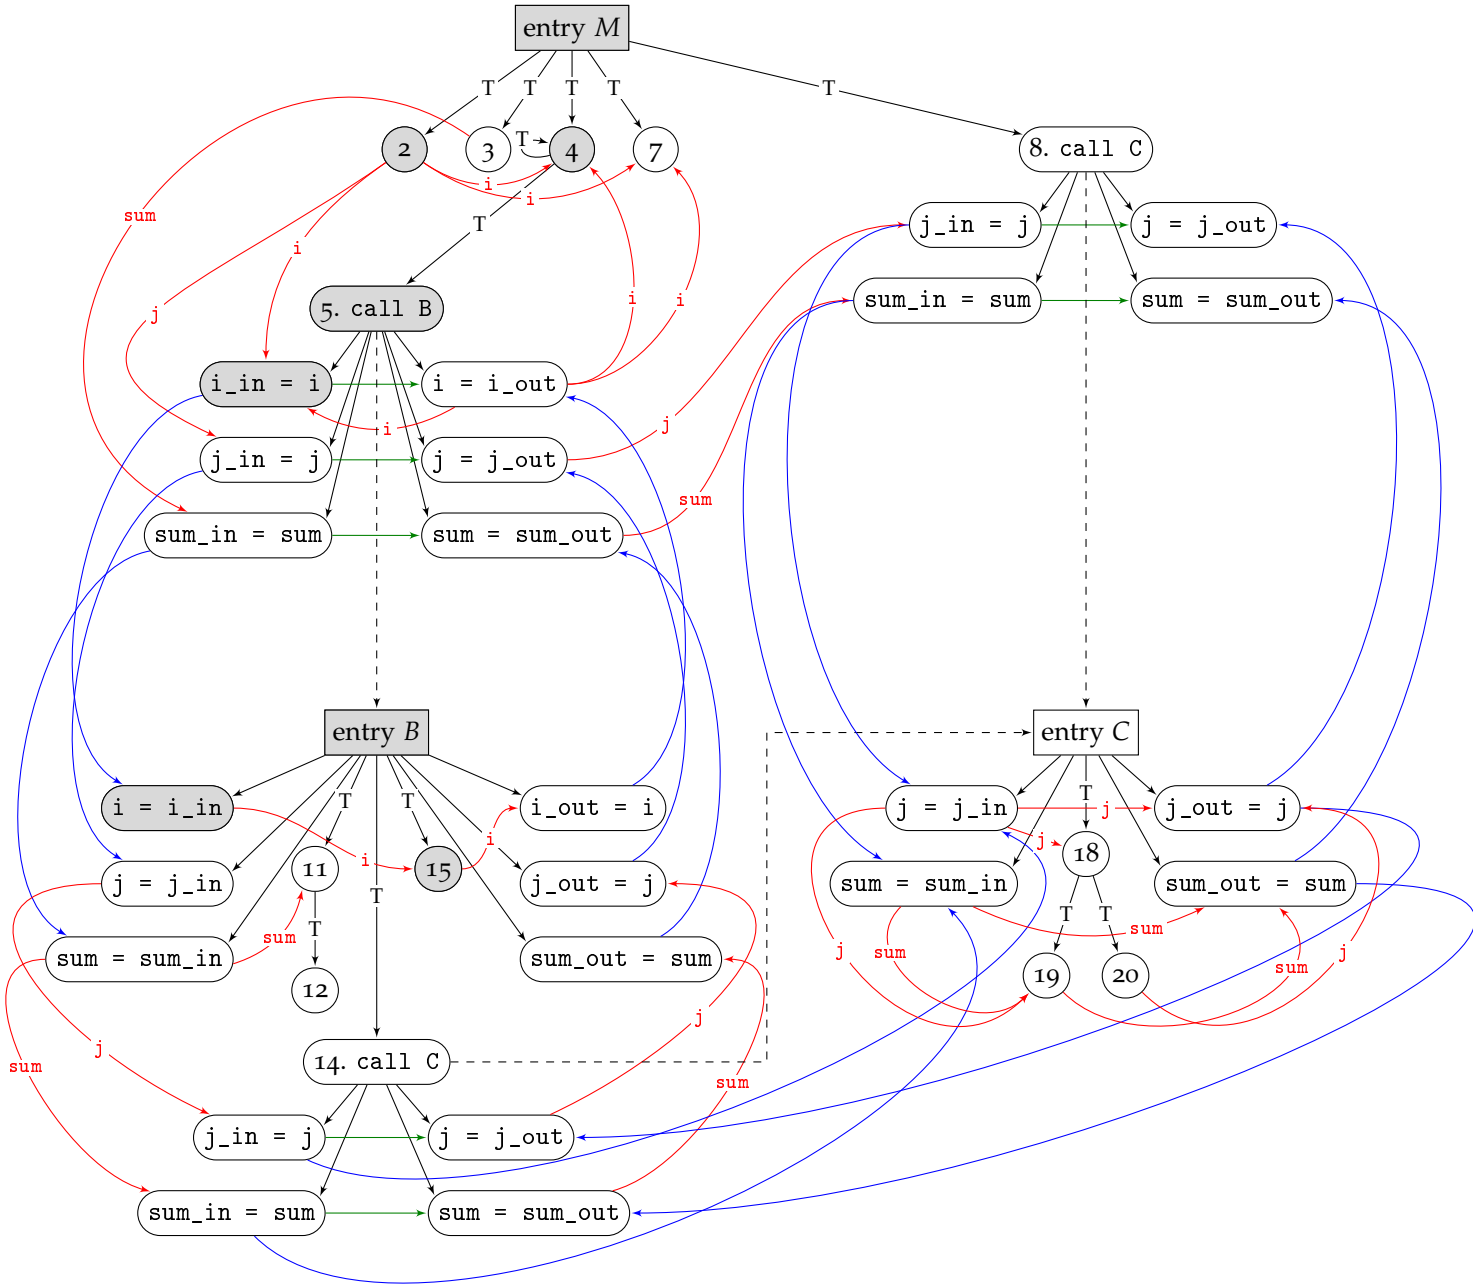 entry M
T T T T T
2 3 4 7 8. call C
T
sum
i i
j_in = j j = j_out
T
i
sum_in = sum sum = sum_out
j i i
5. call B
i_in = i i = i_out
i
j
j_in = j j = j_out
sum
sum_in = sum sum = sum_out
entry B entry C
T T T
i = i_in i_out = i j = j_in j j_out = j
i i j
11 15 18
j = j_in j_out = j sum = sum_in sum_out = sum
T T T
T sum sum
sum = sum_in sum_out = sum j sum j
sum
12 19 20
j j
14. call C
sum sum
j_in = j j = j_out
sum_in = sum sum = sum_out